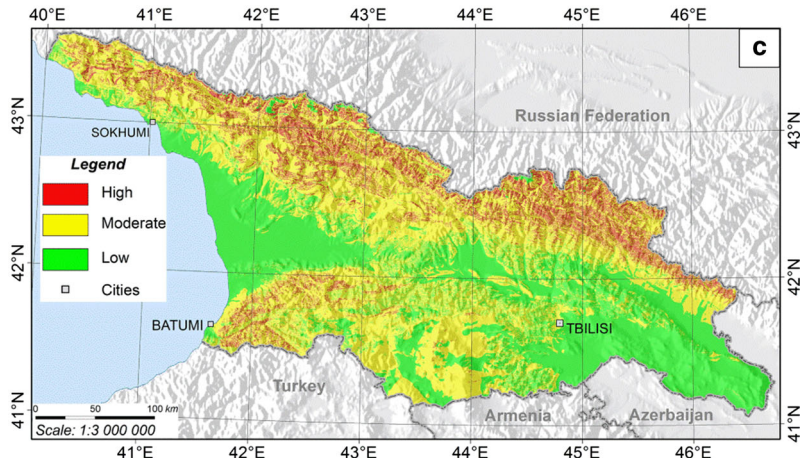 40°E 41°E 42°E 43°E 44°E 45°E 46°E
C
43°N
43°N
Russian Federation
SOKHUMI
Legend
High
Moderate
Low
Cities
42°N
42°N
BATUMI
TBILISI
Turkey
Armenia
Azerbaijan
41°N
41°N
0 50 100 km
Scale: 1:3 000 000
41°E 42°E 43°E 44°E 45°E 46°E